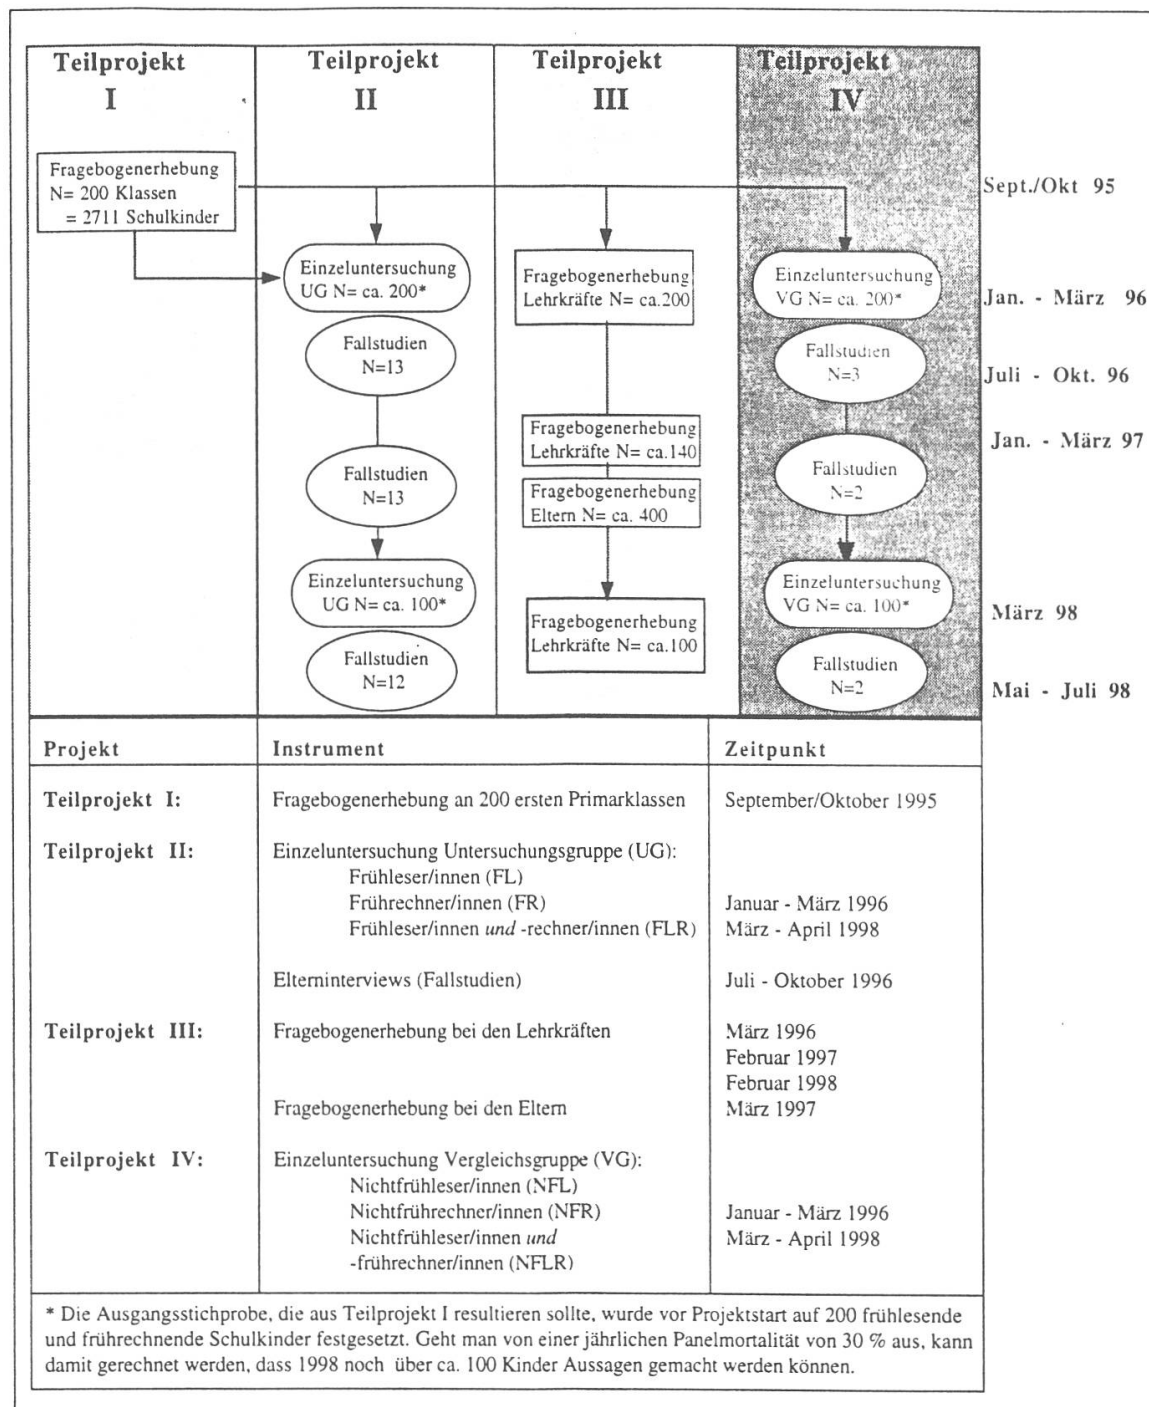 Teilprojekt
I
Teilprojekt
II
Teilprojekt
III
Teilprojekt
IV
Fragebogenerhebung
N= 200 Klassen
= 2711 Schulkinder
Sept./Okt 95
Einzeluntersuchung
UG N= ca. 200*
Fragebogenerhebung
Lehrkräfte N= ca.200
Einzeluntersuchung
VG N= ca. 200*
Jan. - März 96
Fallstudien
N=13
Fallstudien
N=3
Juli - Okt. 96
Fragebogenerhebung
Lehrkräfte N= ca.140
Jan. - März 97
Fallstudien
N=13
Fragebogenerhebung
Eltern N= ca. 400
Fallstudien
N=2
Einzeluntersuchung
UG N= ca. 100*
Fragebogenerhebung
Lehrkräfte N= ca.100
Einzeluntersuchung
VG N= ca. 100*
März 98
Fallstudien
N=12
Fallstudien
N=2
Mai - Juli 98
Projekt Instrument Zeitpunkt
Teilprojekt I: Fragebogenerhebung an 200 ersten Primarklassen September/Oktober 1995
Teilprojekt II: Einzeluntersuchung Untersuchungsgruppe (UG):
Frühleser/innen (FL)
Frührechner/innen (FR) Januar - März 1996
Frühleser/innen und -rechner/innen (FLR) März - April 1998
Elterninterviews (Fallstudien) Juli - Oktober 1996
Teilprojekt III: Fragebogenerhebung bei den Lehrkräften März 1996
Februar 1997
Februar 1998
Fragebogenerhebung bei den Eltern März 1997
Teilprojekt IV: Einzeluntersuchung Vergleichsgruppe (VG):
Nichtfrühleser/innen (NFL)
Nichtfrührechner/innen (NFR) Januar - März 1996
Nichtfrühleser/innen und März - April 1998
-frührechner/innen (NFLR)
* Die Ausgangsstichprobe, die aus Teilprojekt I resultieren sollte, wurde vor Projektstart auf 200 frühlesende
und frührechnende Schulkinder festgesetzt. Geht man von einer jährlichen Panelmortalität von 30 % aus, kann
damit gerechnet werden, dass 1998 noch über ca. 100 Kinder Aussagen gemacht werden können.